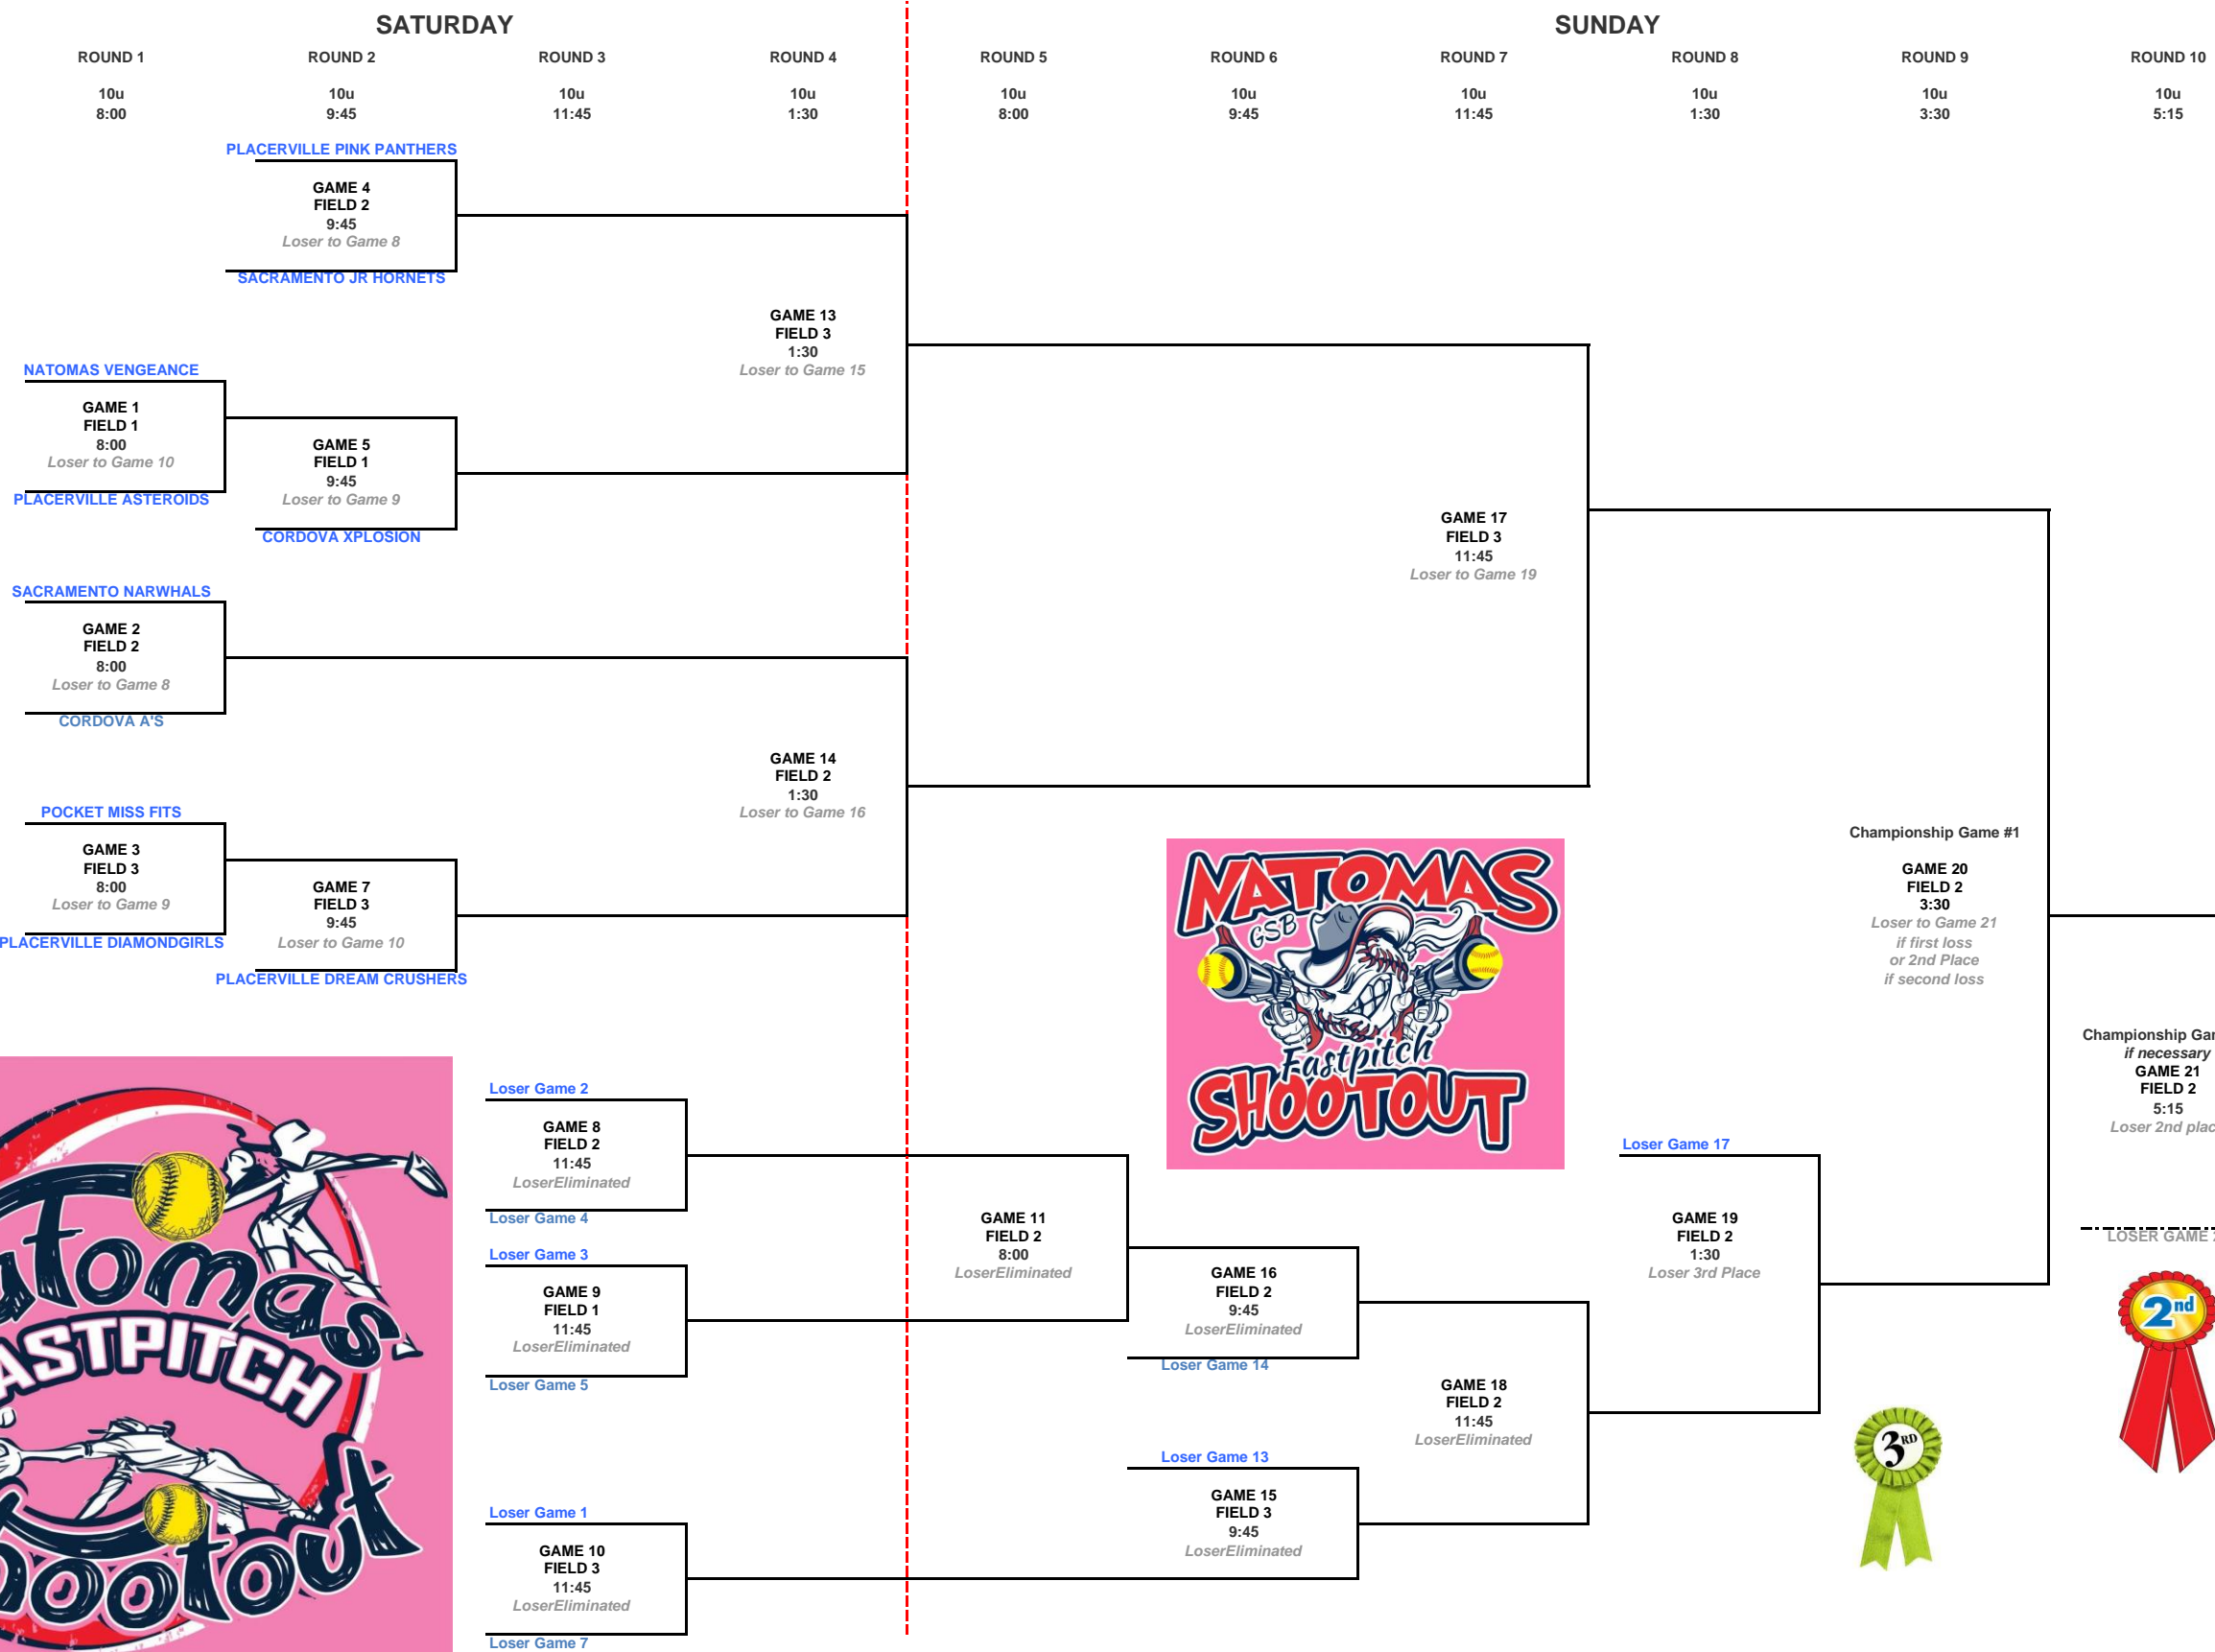 SATURDAY
SUNDAY
ROUND 1
ROUND 2
ROUND 3
ROUND 4
ROUND 5
ROUND 6
ROUND 7
ROUND 8
ROUND 9
ROUND 10
10u
10u
10u
10u
10u
10u
10u
10u
10u
10u
8:00
9:45
11:45
1:30
8:00
9:45
11:45
1:30
3:30
5:15
PLACERVILLE PINK PANTHERS
GAME 4
FIELD 2
9:45
Loser to Game 8
SACRAMENTO JR HORNETS
GAME 13
FIELD 3
1:30
Loser to Game 15
NATOMAS VENGEANCE
GAME 1
FIELD 1
8:00
Loser to Game 10
PLACERVILLE ASTEROIDS
GAME 5
FIELD 1
9:45
Loser to Game 9
CORDOVA XPLOSION
GAME 17
FIELD 3
11:45
Loser to Game 19
SACRAMENTO NARWHALS
GAME 2
FIELD 2
8:00
Loser to Game 8
CORDOVA A'S
GAME 14
FIELD 2
1:30
Loser to Game 16
POCKET MISS FITS
GAME 3
FIELD 3
8:00
Loser to Game 9
PLACERVILLE DIAMONDGIRLS
GAME 7
FIELD 3
9:45
Loser to Game 10
PLACERVILLE DREAM CRUSHERS
NATOMAS
GSB
Fastpitch
SHOOTOUT
Championship Game #1
GAME 20
FIELD 2
3:30
Loser to Game 21
if first loss
or 2nd Place
if second loss
Championship Gam
if necessary
GAME 21
FIELD 2
5:15
Loser 2nd plac
LOSER GAME
2nd
atomas
ASTPITCH
hootout
Loser Game 2
GAME 8
FIELD 2
11:45
LoserEliminated
Loser Game 4
Loser Game 3
GAME 9
FIELD 1
11:45
LoserEliminated
Loser Game 5
GAME 11
FIELD 2
8:00
LoserEliminated
GAME 16
FIELD 2
9:45
LoserEliminated
Loser Game 14
Loser Game 17
GAME 19
FIELD 2
1:30
Loser 3rd Place
GAME 18
FIELD 2
11:45
LoserEliminated
3RD
Loser Game 13
GAME 15
FIELD 3
9:45
LoserEliminated
Loser Game 1
GAME 10
FIELD 3
11:45
LoserEliminated
Loser Game 7